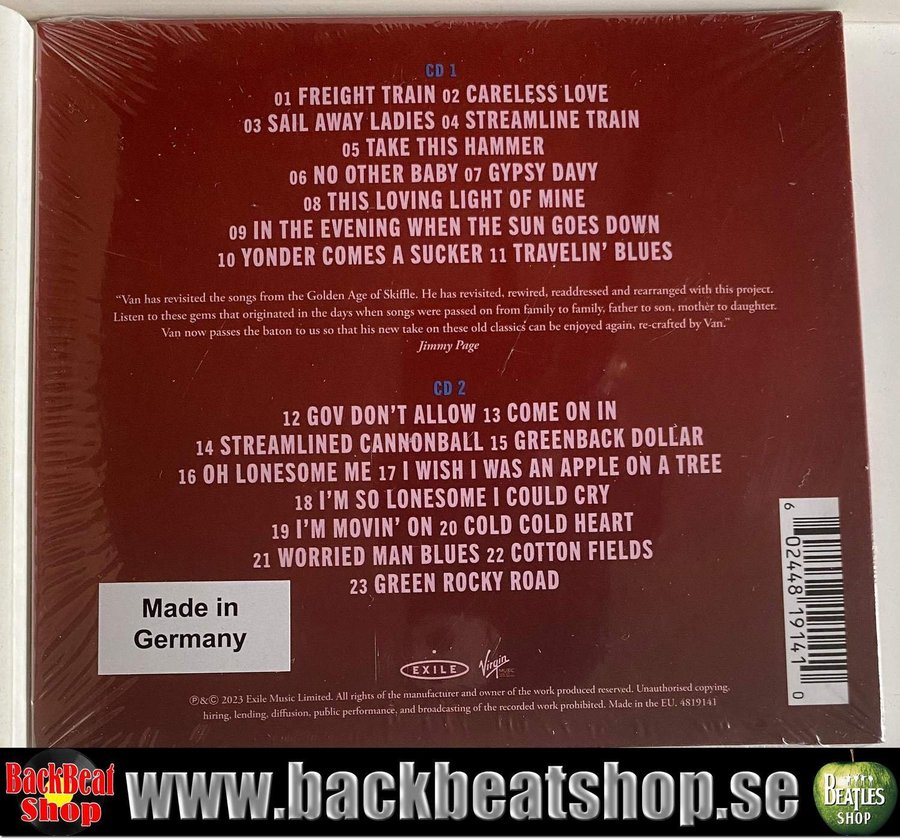 CD 1
01 FREIGHT TRAIN 02 CARELESS LOVE
03 SAIL AWAY LADIES 04 STREAMLINE TRAIN
05 TAKE THIS HAMMER
06 NO OTHER BABY 07 GYPSY DAVY
08 THIS LOVING LIGHT OF MINE
09 IN THE EVENING WHEN THE SUN GOES DOWN
10 YONDER COMES A SUCKER 11 TRAVELIN' BLUES
“Van has revisited the songs from the Golden Age of Skiffle. He has revisited, rewired, readdressed and rearranged with this project.
Listen to these gems that originated in the days when songs were passed on from family to family, father to son, mother to daughter.
Van now passes the baton to us so that his new take on these old classics can be enjoyed again, re-crafted by Van.”
Jimmy Page
CD 2
12 GOV DON'T ALLOW 13 COME ON IN
14 STREAMLINED CANNONBALL 15 GREENBACK DOLLAR
16 OH LONESOME ME 17 I WISH I WAS AN APPLE ON A TREE
18 I'M SO LONESOME I COULD CRY
19 I'M MOVIN' ON 20 COLD COLD HEART
21 WORRIED MAN BLUES 22 COTTON FIELDS
23 GREEN ROCKY ROAD
Made in
Germany
6 02448 19141 0
EXILE
Virgin
MUSIC
℗&© 2023 Exile Music Limited. All rights of the manufacturer and owner of the work produced reserved. Unauthorised copying,
hiring, lending, diffusion, public performance, and broadcasting of the recorded work prohibited. Made in the EU. 4819141
BackBeat
Shop
www.backbeatshop.se
BEATLES
SHOP